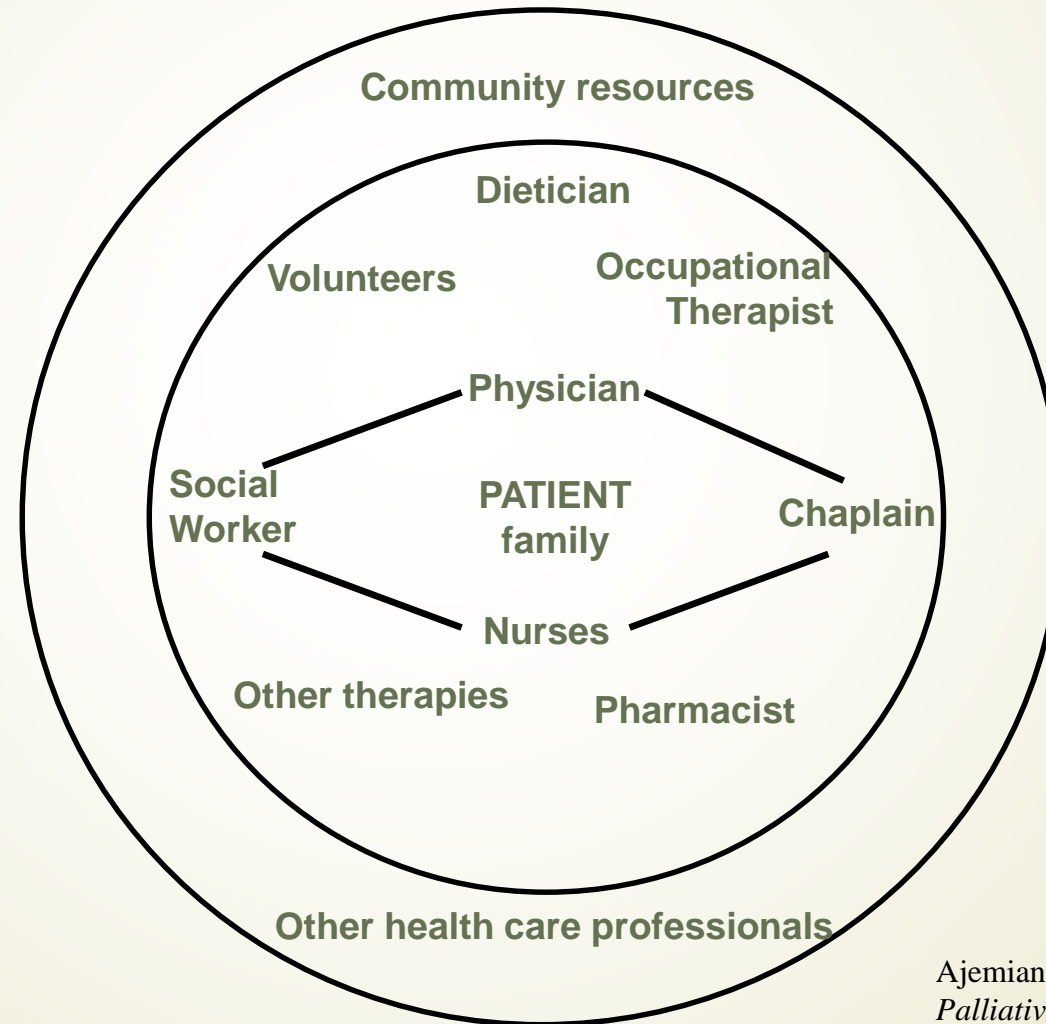 Community resources
Dietician
Volunteers
Occupational
Therapist
Physician
Social
Worker
PATIENT
family
Chaplain
Nurses
Other therapies
Pharmacist
Other health care professionals
Ajemian
Palliativ